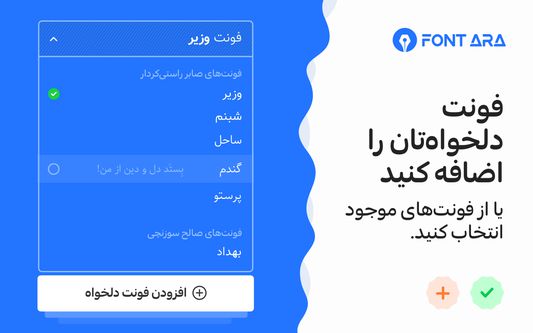 FONT ARA
فونت
دلخواه‌تان را
اضافه کنید
یا از فونت‌های موجود
انتخاب کنید.
فونت وزیر
فونت‌های صابر راستی‌کردار
وزیر
شبنم
ساحل
گندم
بِستَد دل و دین از من!
پرستو
فونت‌های صالح سوزنچی
بهداد
افزودن فونت دلخواه